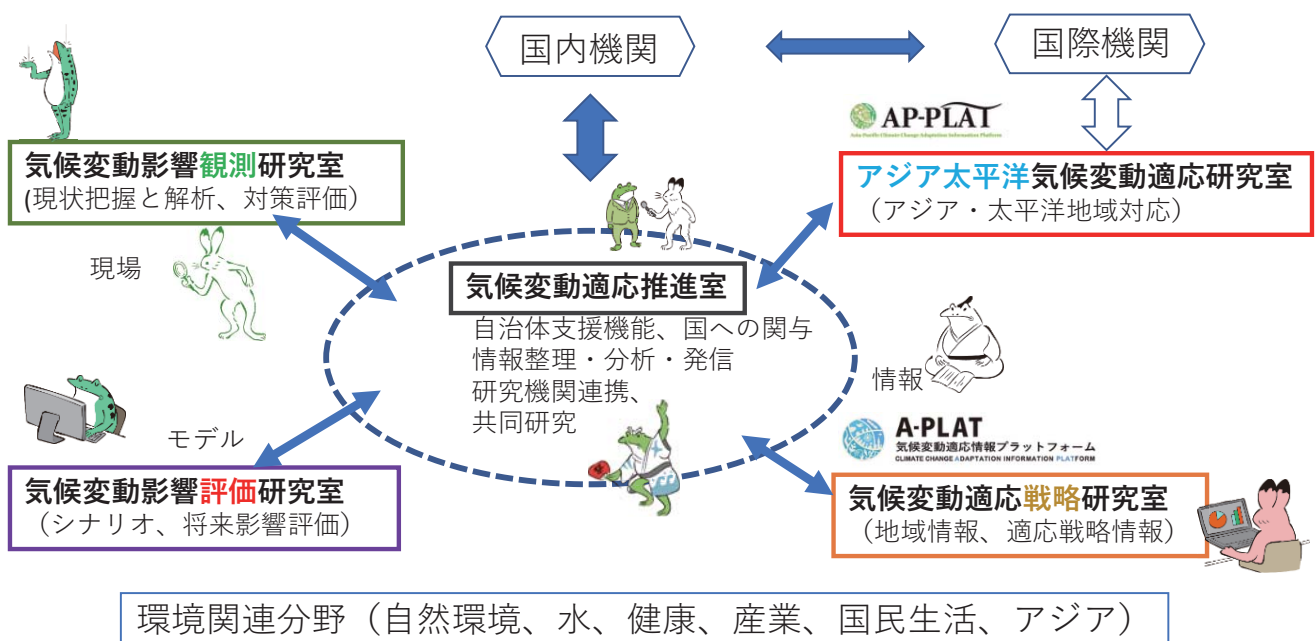 国内機関
国際機関
AP-PLAT
Asia-Pacific Climate Change Adaptation Information Platform
気候変動影響観測研究室
(現状把握と解析、対策評価）
アジア太平洋気候変動適応研究室
（アジア・太平洋地域対応）
現場
気候変動適応推進室
自治体支援機能、国への関与
情報整理・分析・発信
研究機関連携、
共同研究
情報
モデル
A-PLAT
気候変動適応情報プラットフォーム
CLIMATE CHANGE ADAPTATION INFORMATION PLATFORM
気候変動影響評価研究室
（シナリオ、将来影響評価）
気候変動適応戦略研究室
（地域情報、適応戦略情報）
環境関連分野（自然環境、水、健康、産業、国民生活、アジア）